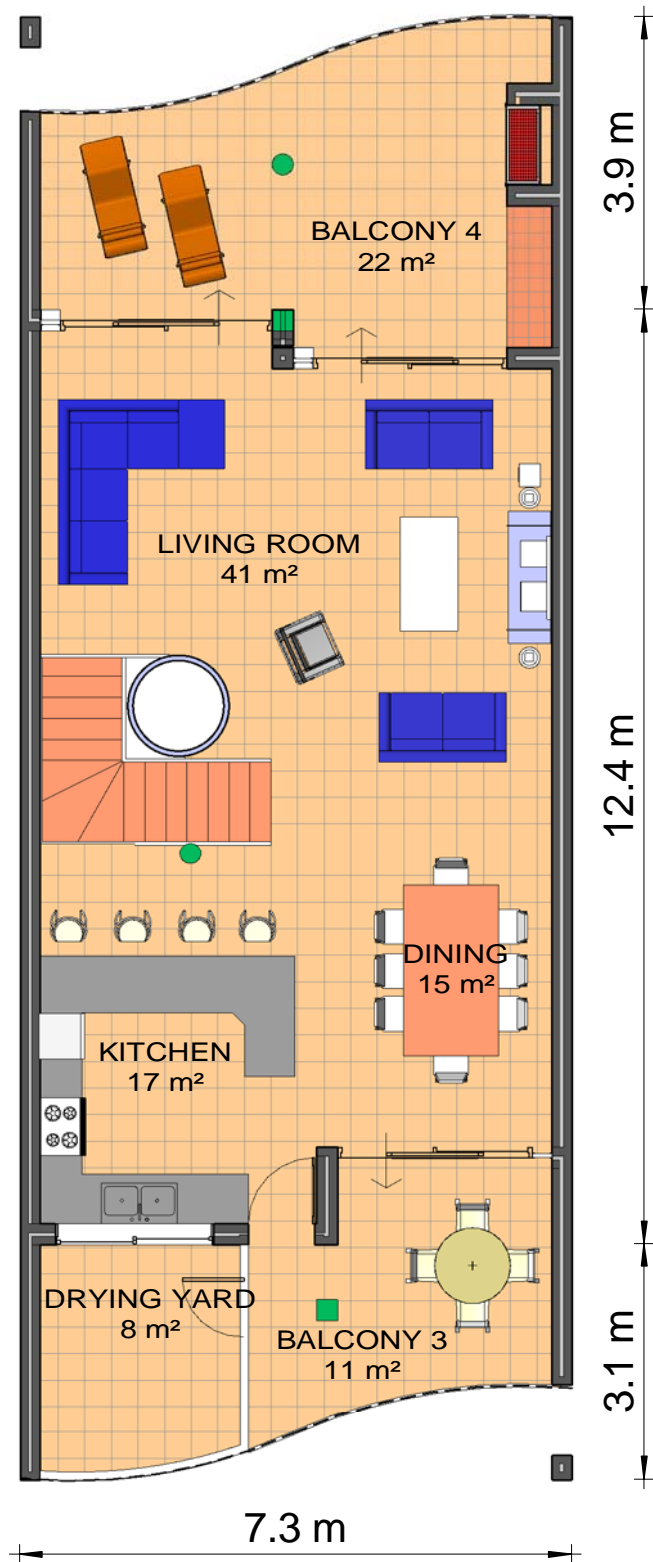 3.9 m
BALCONY 4
22 m²
LIVING ROOM
41 m²
12.4 m
DINING
15 m²
KITCHEN
17 m²
DRYING YARD
8 m²
BALCONY 3
11 m²
3.1 m
7.3 m